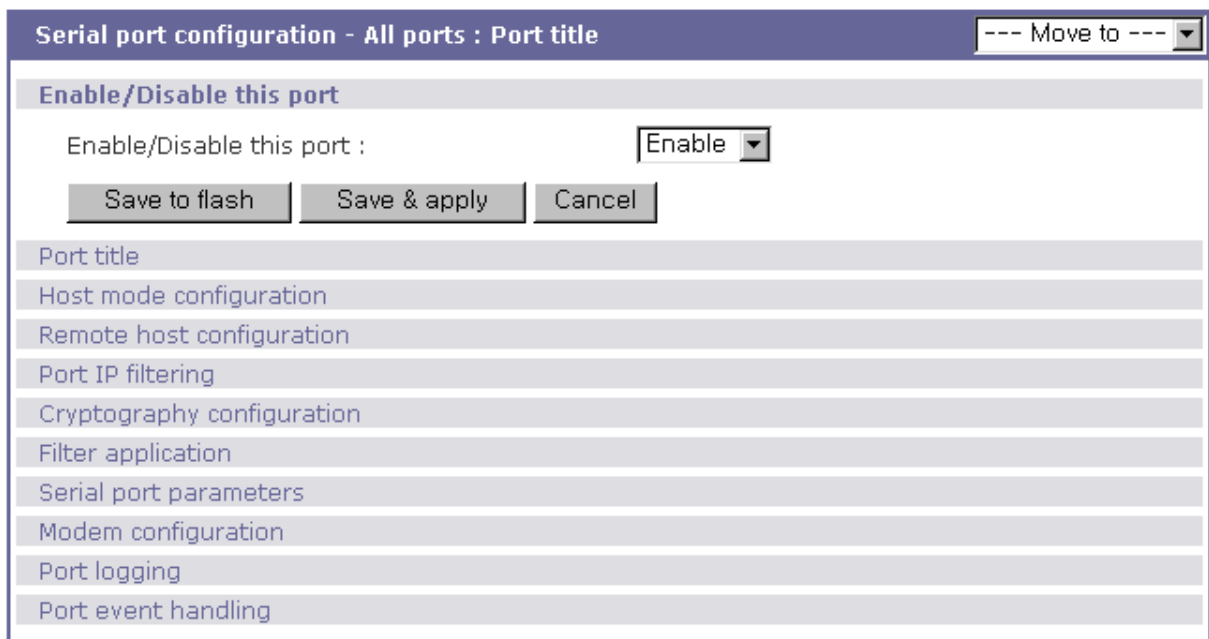 Serial port configuration - All ports : Port title --- Move to ---
Enable/Disable this port
Enable/Disable this port : Enable
Save to flash Save & apply Cancel
Port title
Host mode configuration
Remote host configuration
Port IP filtering
Cryptography configuration
Filter application
Serial port parameters
Modem configuration
Port logging
Port event handling